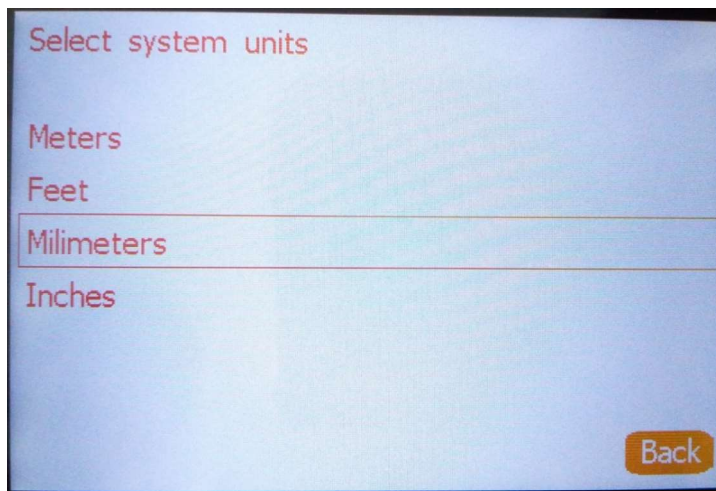 Select system units
Meters
Feet
Milimeters
Inches
Back